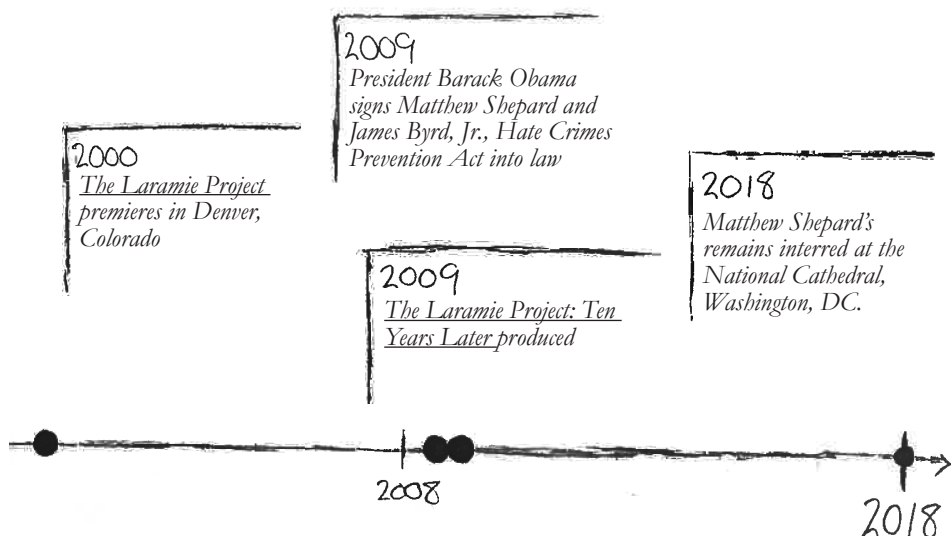 2009
President Barack Obama
signs Matthew Shepard and
James Byrd, Jr., Hate Crimes
Prevention Act into law
2000
The Laramie Project
premieres in Denver,
Colorado
2018
Matthew Shepard's
remains interred at the
National Cathedral,
Washington, DC.
2009
The Laramie Project: Ten
Years Later produced
2008
2018